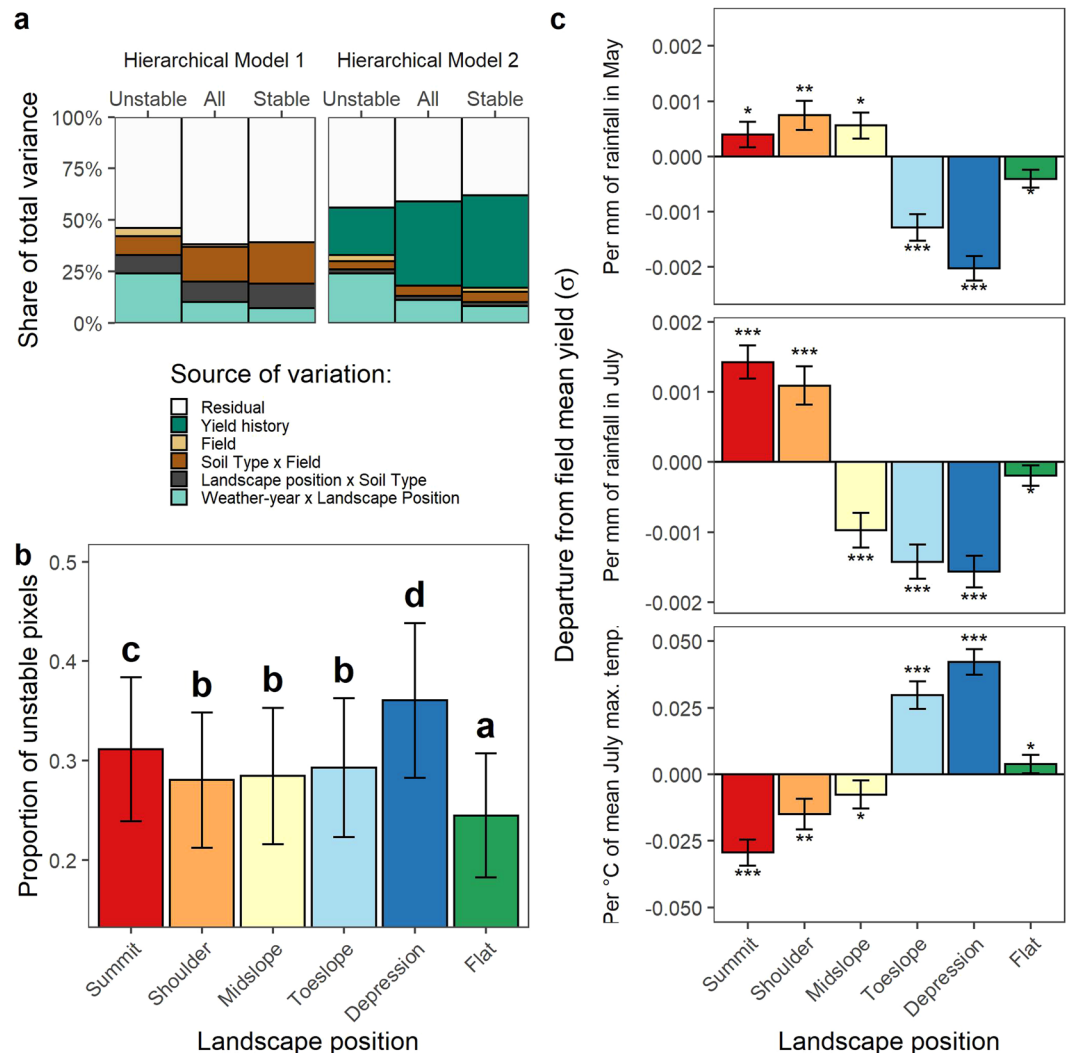 a
Hierarchical Model 1
Hierarchical Model 2
Unstable All Stable
Unstable All Stable
Share of total variance
100%
75%
50%
25%
0%
Source of variation:
Residual
Yield history
Field
Soil Type x Field
Landscape position x Soil Type
Weather-year x Landscape Position
b
Proportion of unstable pixels
0.5
0.4
0.3
0.2
c
b
b
b
d
a
Summit
Shoulder
Midslope
Toeslope
Depression
Flat
Landscape position
c
Departure from field mean yield (σ)
Per mm of rainfall in May
0.002
0.001
0.000
-0.001
-0.002
*
**
*
***
***
*
Per mm of rainfall in July
0.002
0.001
0.000
-0.001
-0.002
***
***
***
***
***
*
Per °C of mean July max. temp.
0.050
0.025
0.000
-0.025
-0.050
***
**
*
***
***
*
Summit
Shoulder
Midslope
Toeslope
Depression
Flat
Landscape position